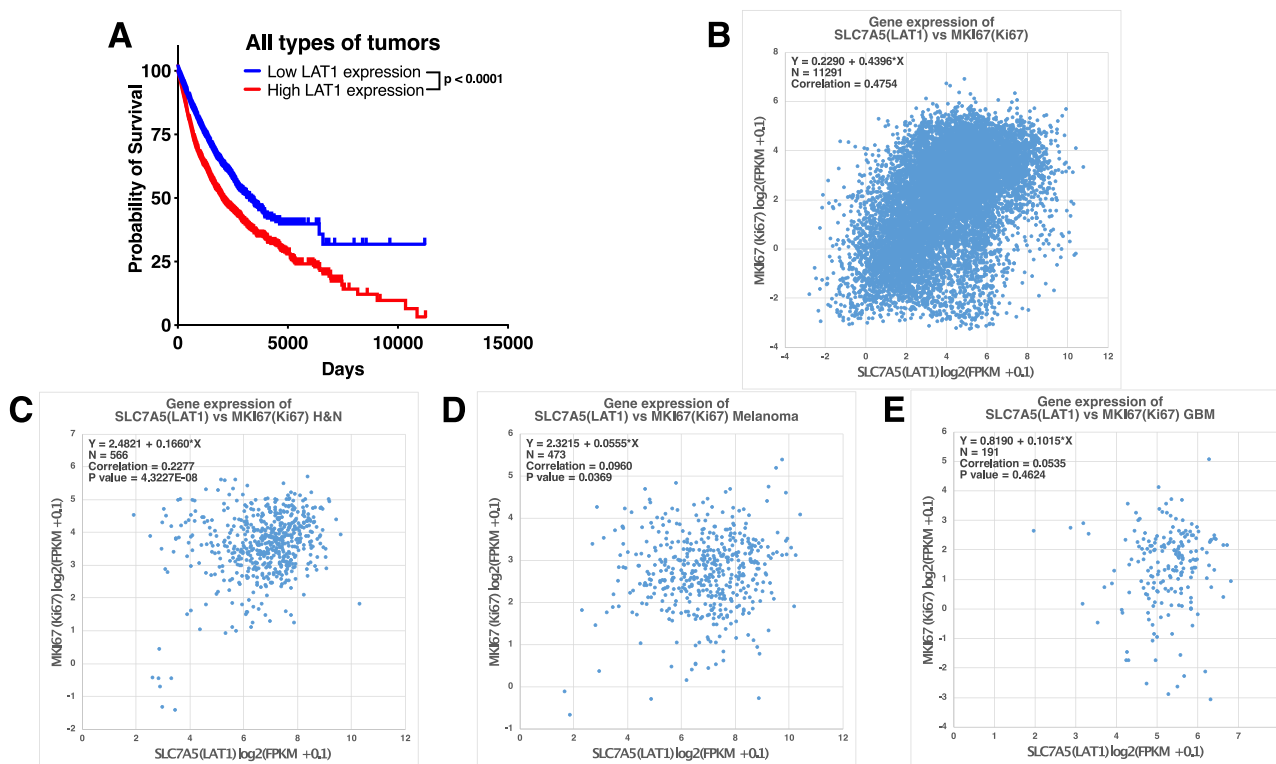 A
All types of tumors
Low LAT1 expression
High LAT1 expression
p < 0.0001
Probability of Survival
100
75
50
25
0
0 5000 10000 15000
Days
B
Gene expression of
SLC7A5(LAT1) vs MKI67(Ki67)
Y = 0.2290 + 0.4396*X
N = 11291
Correlation = 0.4754
MKI67 (Ki67) log2(FPKM +0.1)
8
6
4
2
0
-2
-4
-4 -2 0 2 4 6 8 10 12
SLC7A5(LAT1) log2(FPKM +0.1)
C
Gene expression of
SLC7A5(LAT1) vs MKI67(Ki67) H&N
Y = 2.4821 + 0.1660*X
N = 566
Correlation = 0.2277
P value = 4.3227E-08
MKI67 (Ki67) log2(FPKM +0.1)
7
6
5
4
3
2
1
0
-1
-2
0 2 4 6 8 10 12
SLC7A5(LAT1) log2(FPKM +0.1)
D
Gene expression of
SLC7A5(LAT1) vs MKI67(Ki67) Melanoma
Y = 2.3215 + 0.0555*X
N = 473
Correlation = 0.0960
P value = 0.0369
MKI67 (Ki67) log2(FPKM +0.1)
6
5
4
3
2
1
0
-1
0 2 4 6 8 10 12
SLC7A5(LAT1) log2(FPKM +0.1)
E
Gene expression of
SLC7A5(LAT1) vs MKI67(Ki67) GBM
Y = 0.8190 + 0.1015*X
N = 191
Correlation = 0.0535
P value = 0.4624
MKI67 (Ki67) log2(FPKM +0.1)
6
5
4
3
2
1
0
-1
-2
-3
-4
0 1 2 3 4 5 6 7
SLC7A5(LAT1) log2(FPKM +0.1)